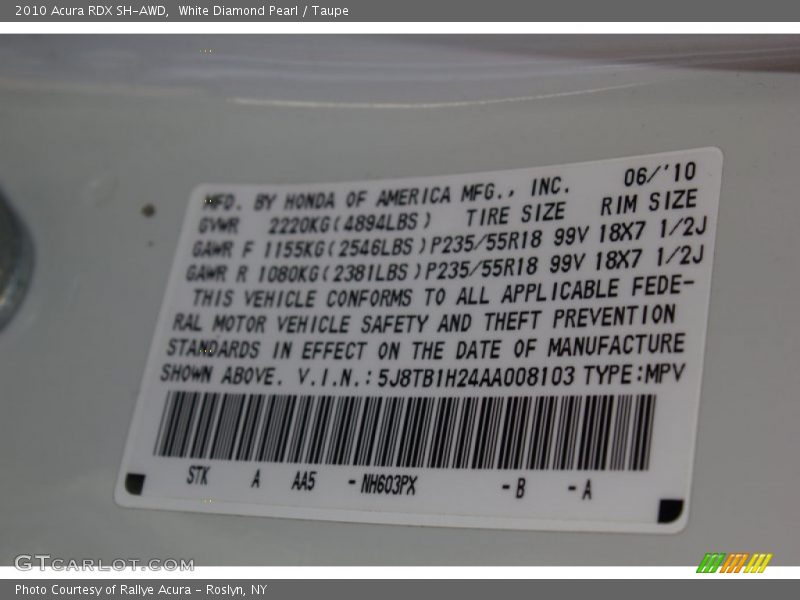 2010 Acura RDX SH-AWD, White Diamond Pearl / Taupe
MFD. BY HONDA OF AMERICA MFG., INC. 06/'10
GVWR 2220KG(4894LBS) TIRE SIZE RIM SIZE
GAWR F 1155KG(2546LBS)P235/55R18 99V 18X7 1/2J
GAWR R 1080KG(2381LBS)P235/55R18 99V 18X7 1/2J
THIS VEHICLE CONFORMS TO ALL APPLICABLE FEDE-
RAL MOTOR VEHICLE SAFETY AND THEFT PREVENTION
STANDARDS IN EFFECT ON THE DATE OF MANUFACTURE
SHOWN ABOVE. V.I.N.:5J8TB1H24AA008103 TYPE:MPV
STK A AA5 -NH603PX -B -A
GTCARLOT.COM
Photo Courtesy of Rallye Acura - Roslyn, NY